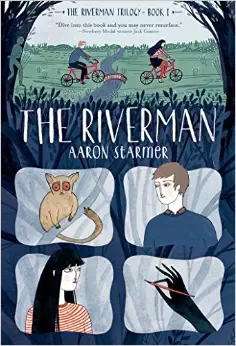 THE RIVERMAN TRILOGY - BOOK I
"Dive into this book and you may never resurface."
—Newbery Medal winner Jack Gantos
THE RIVERMAN
AARON STARMER